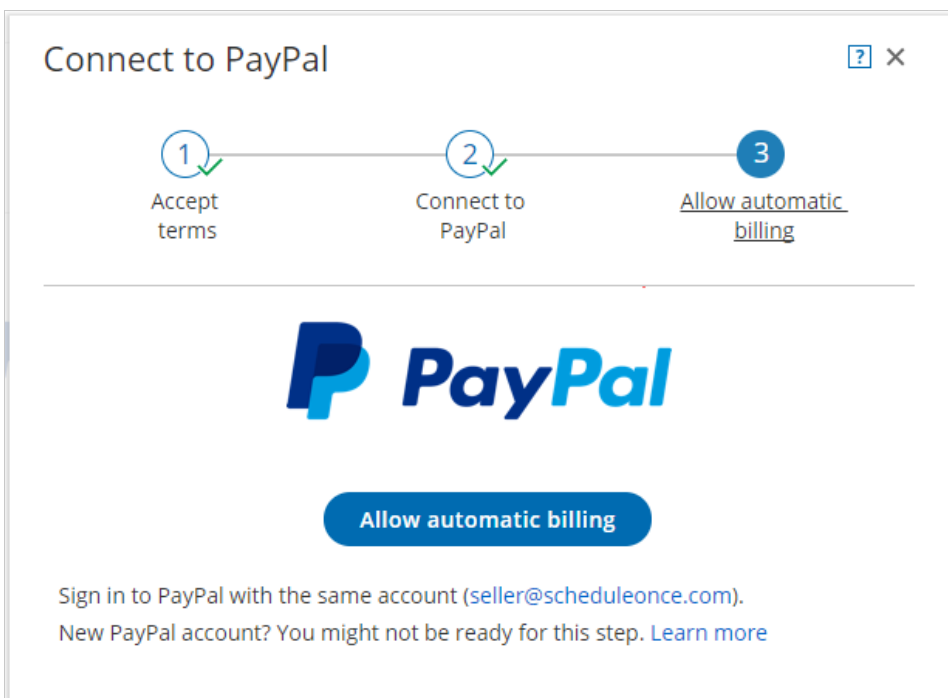 Connect to PayPal
?
1
2
3
Accept
terms
Connect to
PayPal
Allow automatic
billing
PayPal
Allow automatic billing
Sign in to PayPal with the same account (seller@scheduleonce.com).
New PayPal account? You might not be ready for this step. Learn more